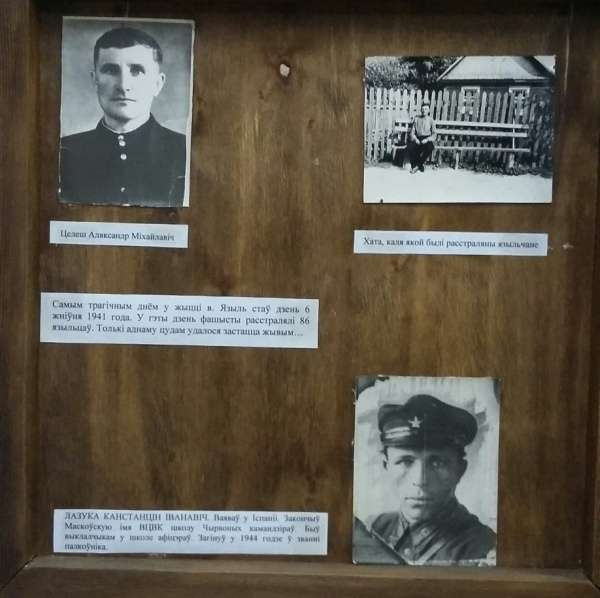 Целеш Аляксандр Міхайлавіч
Хата, каля якой былі расстраляны языльчане
Самым трагічным днём у жыцці в. Языль стаў дзень 6
жніўня 1941 года. У гэты дзень фашысты расстралялі 86
языльцаў. Толькі аднаму цудам удалося застацца жывым…
ЛАЗУКА КАНСТАНЦІН ІВАНАВІЧ. Ваяваў у Іспаніі. Закончыў
Маскоўскую імя ВЦВК школу Чырвоных камандзіраў. Быў
выкладчыкам у школе афіцэраў. Загінуў у 1944 годзе ў званні
палкоўніка.